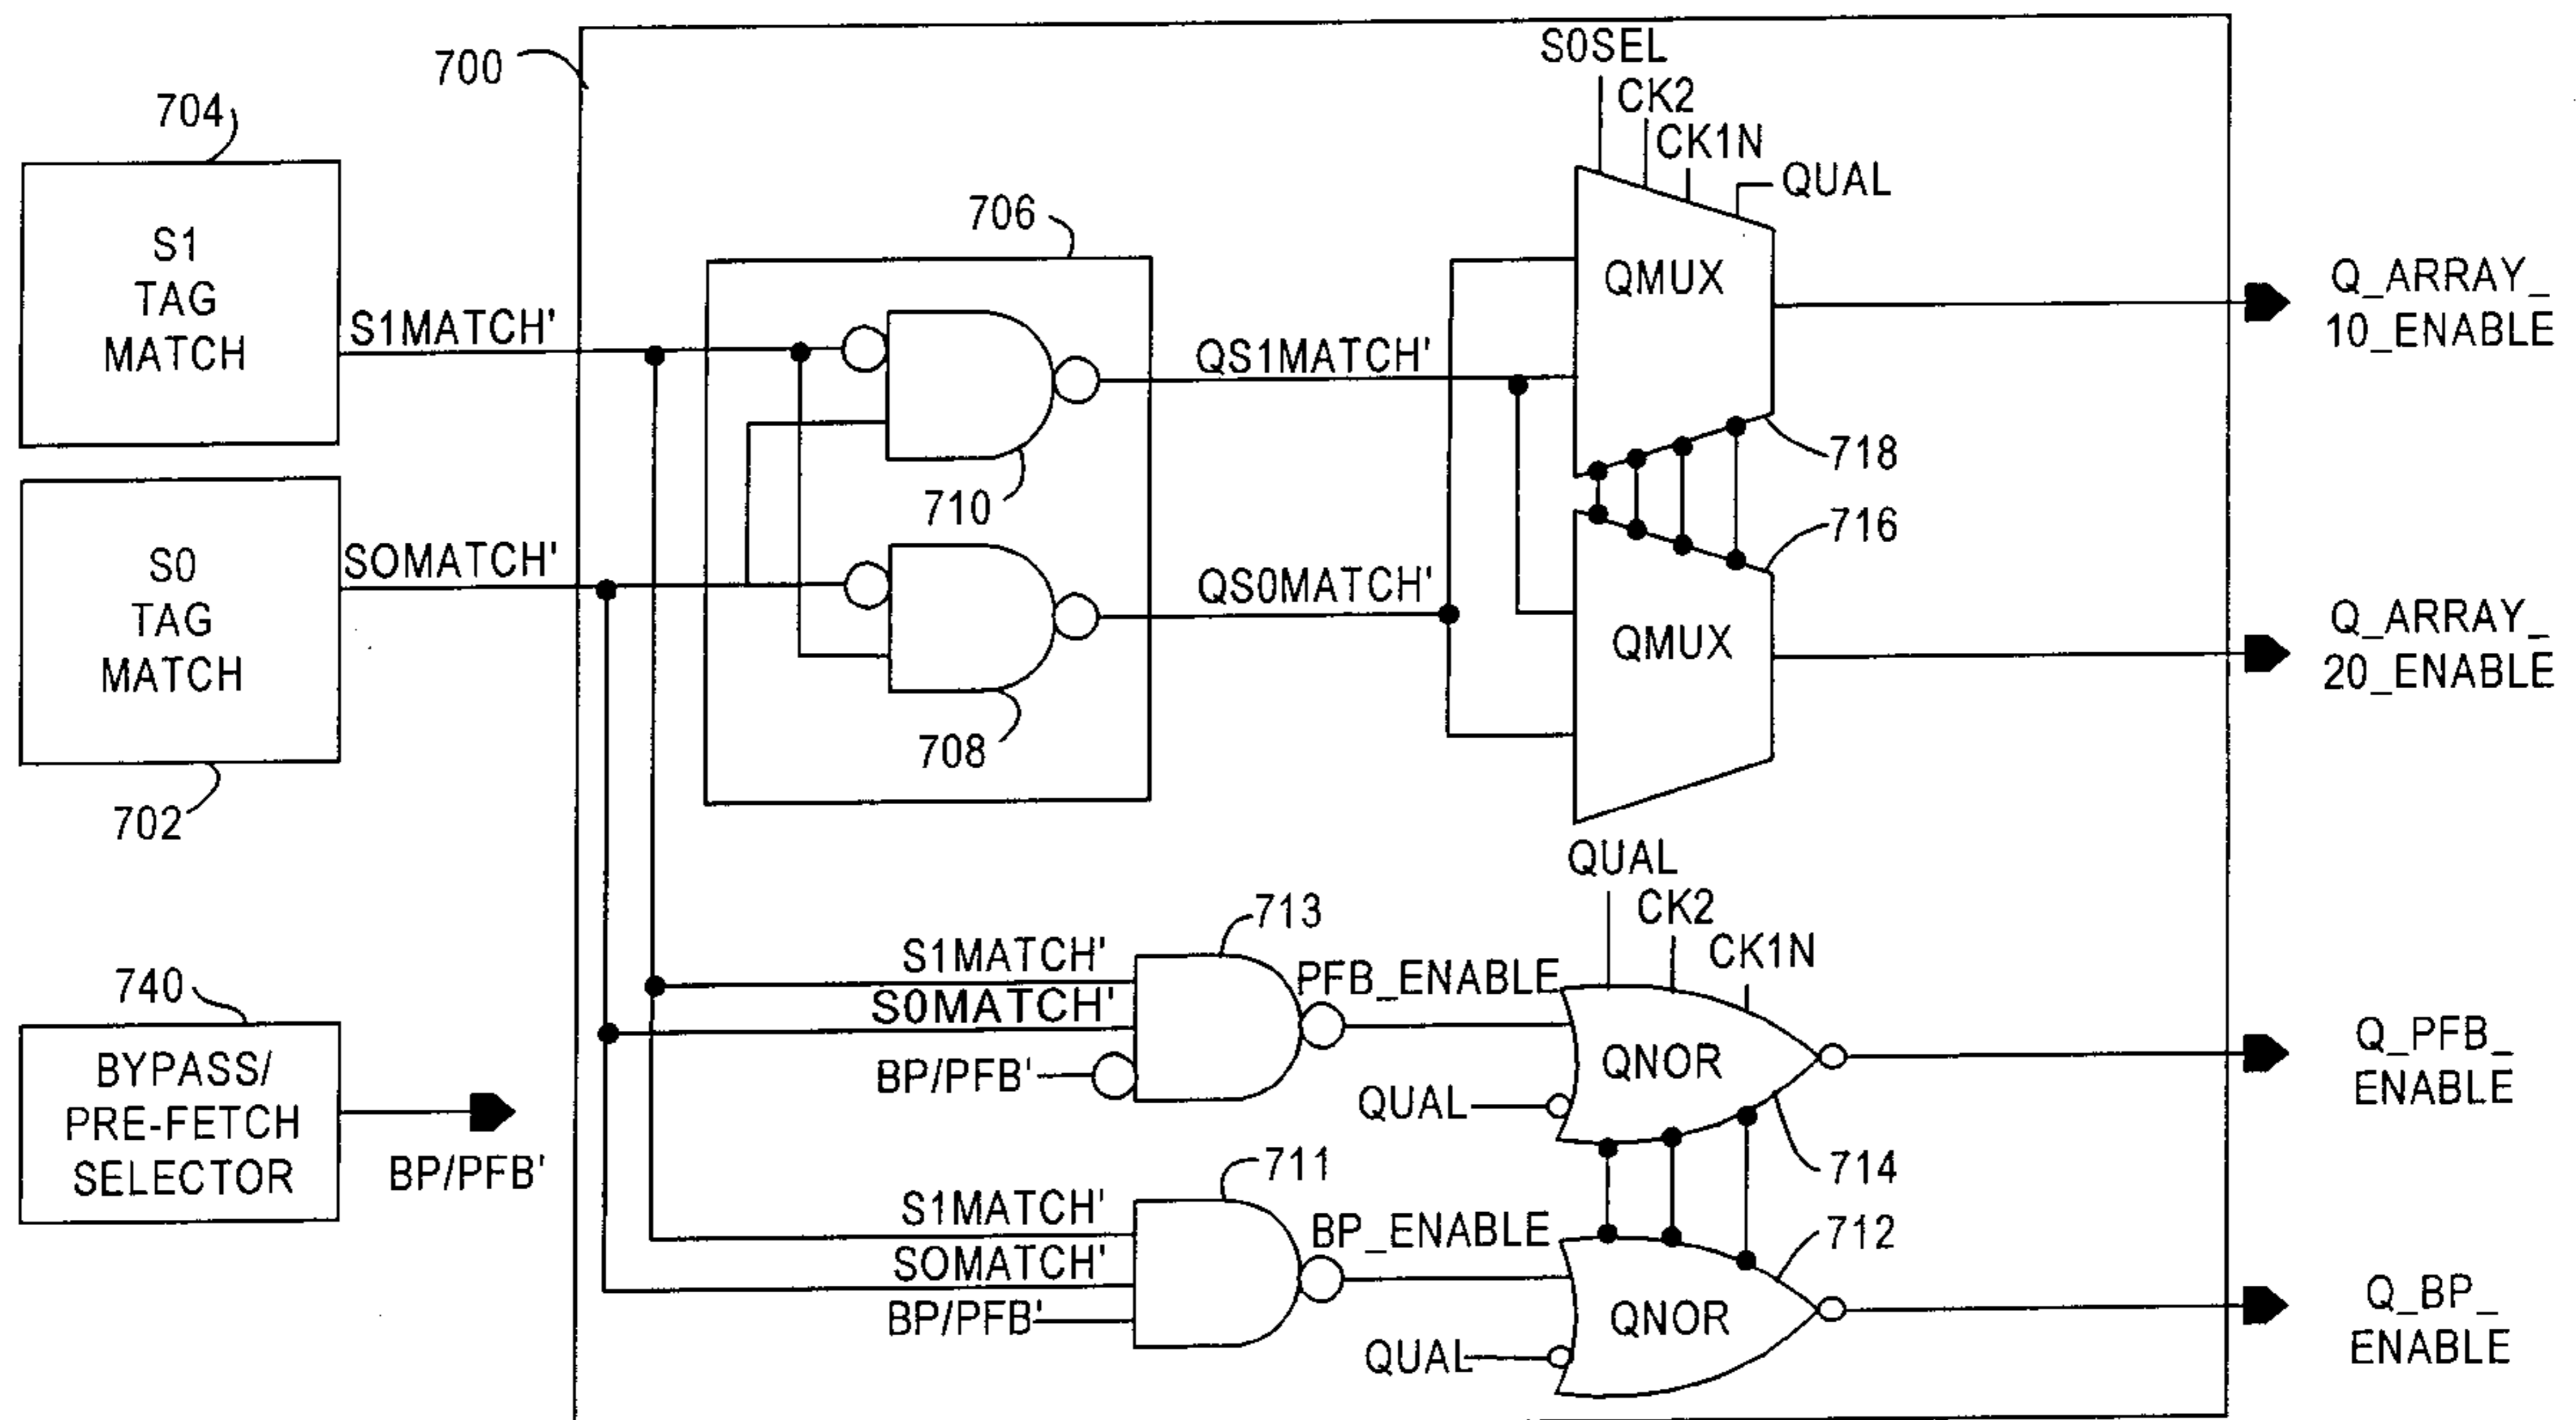 700
704
S1
TAG
MATCH
S1MATCH'
S0
TAG
MATCH
SOMATCH'
702
706
710
708
QS1MATCH'
QS0MATCH'
S0SEL
CK2
CK1N
QUAL
QMUX
718
716
QMUX
Q_ARRAY_
10_ENABLE
Q_ARRAY_
20_ENABLE
740
BYPASS/
PRE-FETCH
SELECTOR
BP/PFB'
713
S1MATCH'
S0MATCH'
BP/PFB'
PFB_ENABLE
QUAL
CK2
CK1N
QNOR
QUAL
714
Q_PFB_
ENABLE
711
S1MATCH'
SOMATCH'
BP/PFB'
BP_ENABLE
712
QNOR
QUAL
Q_BP_
ENABLE